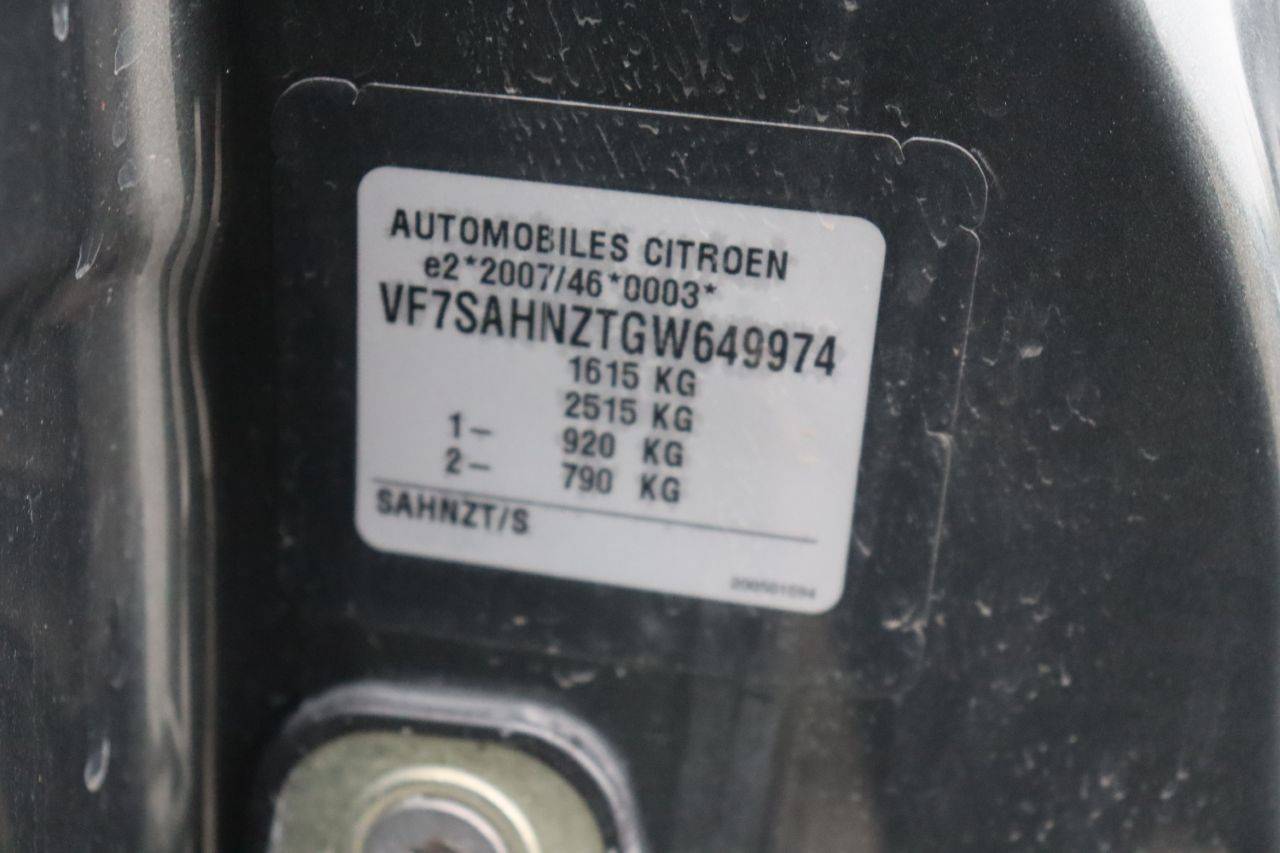 AUTOMOBILES CITROEN
e2*2007/46*0003*
VF7SAHNZTGW649974
1615 KG
2515 KG
1- 920 KG
2- 790 KG
SAHNZT/S